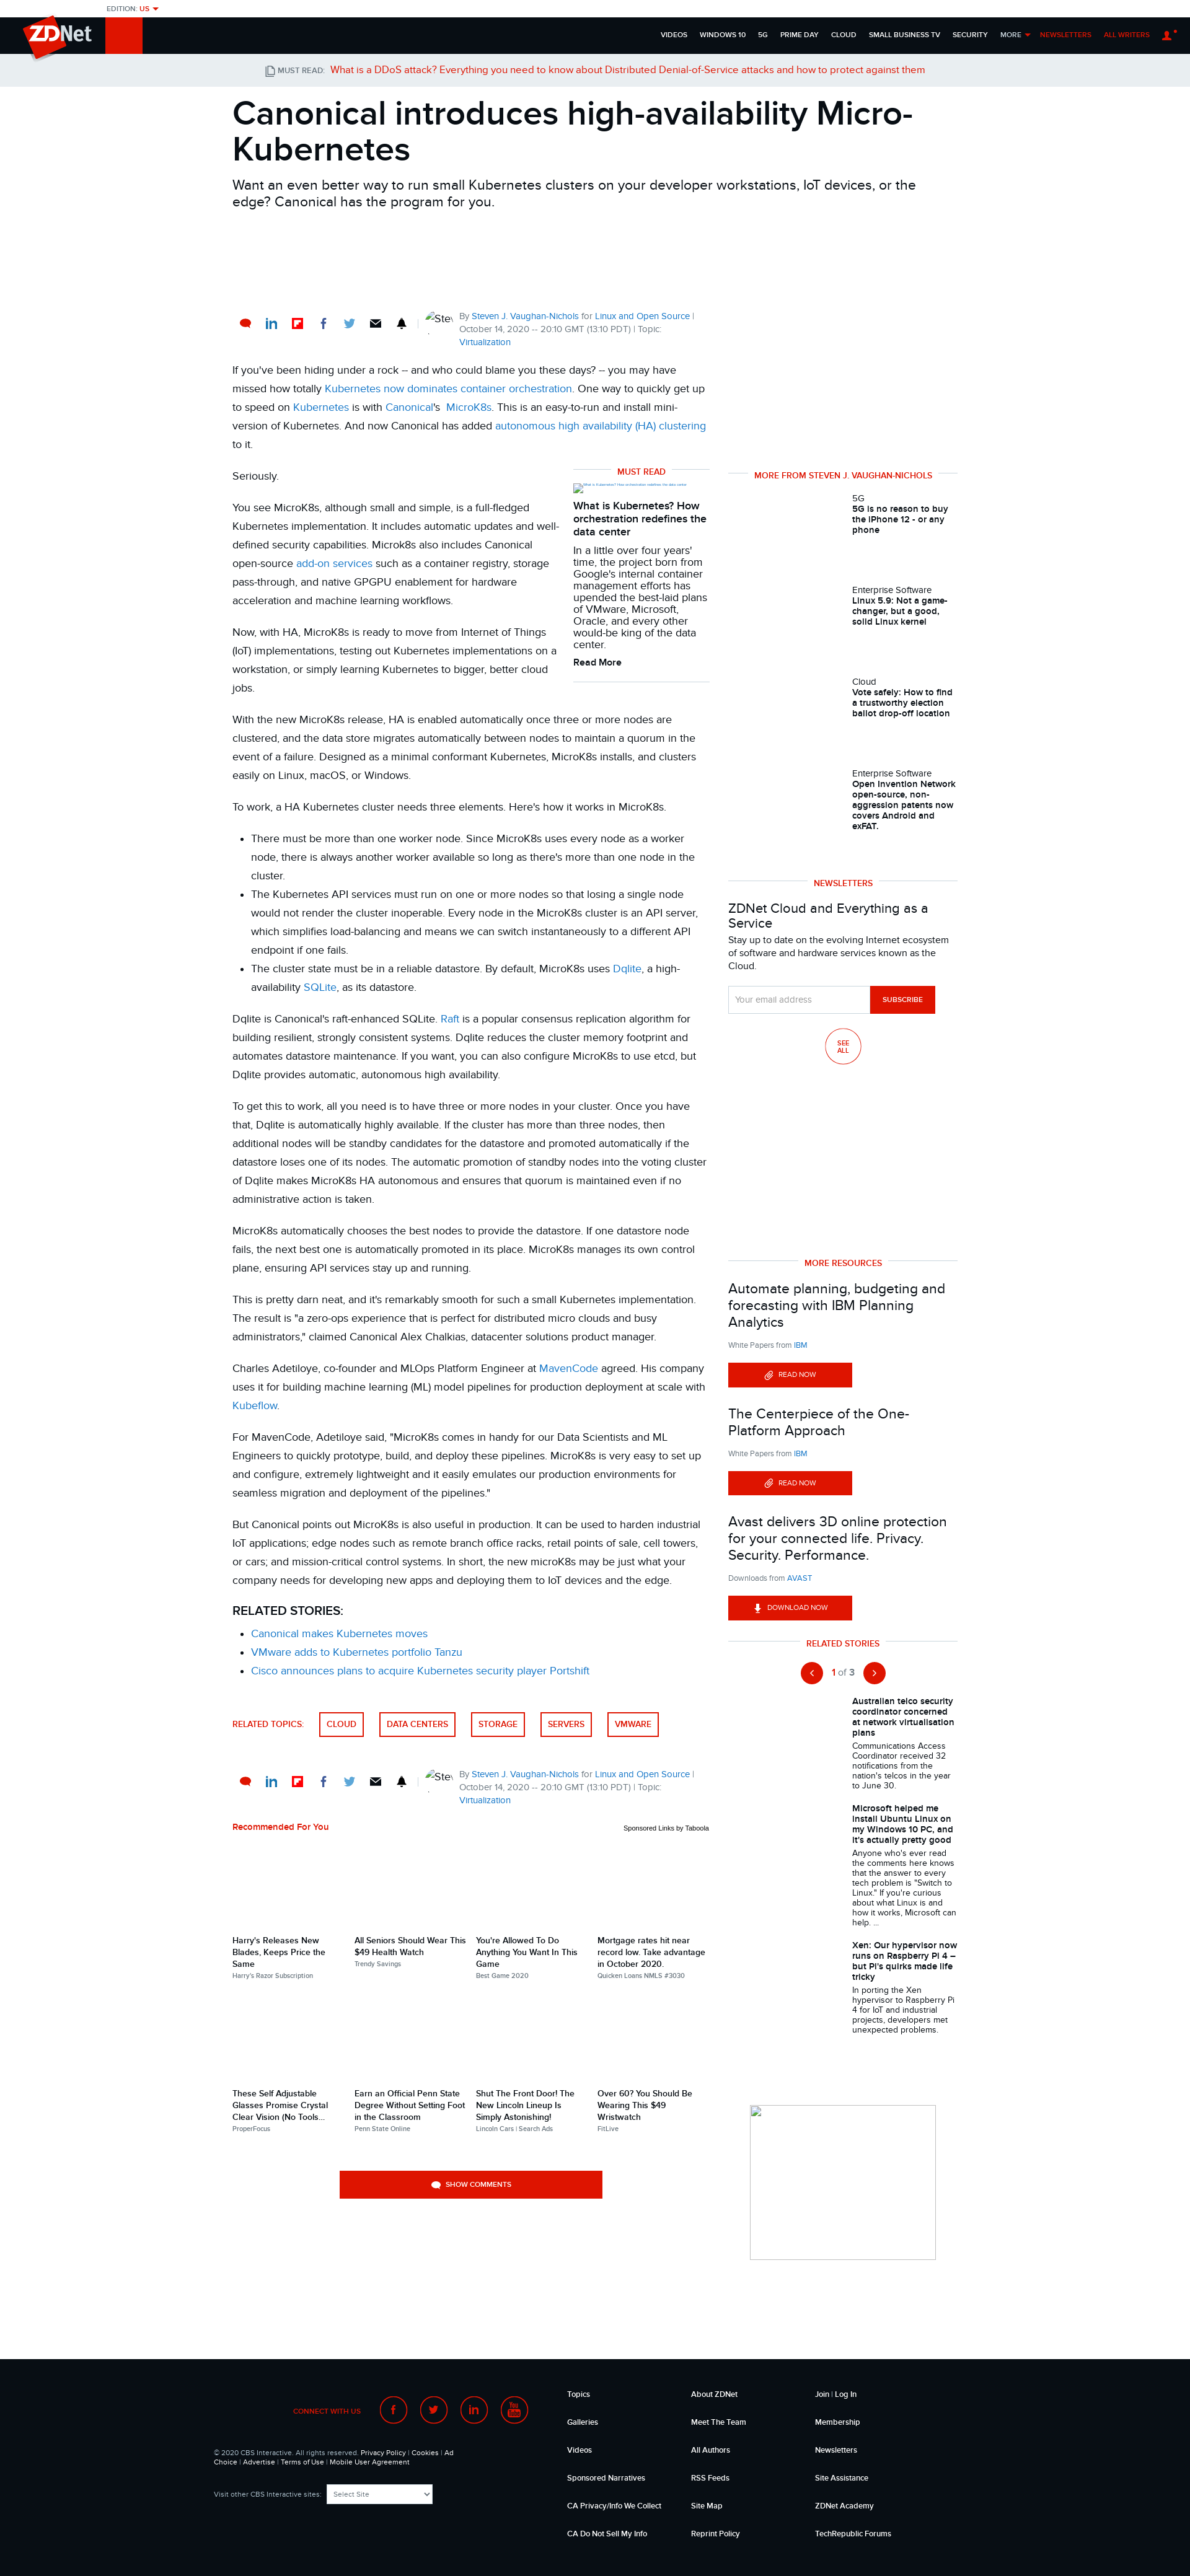 EDITION: US
ZDNet
VIDEOS WINDOWS 10 5G PRIME DAY CLOUD SMALL BUSINESS TV SECURITY MORE NEWSLETTERS ALL WRITERS
MUST READ: What is a DDoS attack? Everything you need to know about Distributed Denial-of-Service attacks and how to protect against them
Canonical introduces high-availability Micro-
Kubernetes
Want an even better way to run small Kubernetes clusters on your developer workstations, IoT devices, or the
edge? Canonical has the program for you.
By Steven J. Vaughan-Nichols for Linux and Open Source |
October 14, 2020 -- 20:10 GMT (13:10 PDT) | Topic:
Virtualization
If you've been hiding under a rock -- and who could blame you these days? -- you may have
missed how totally Kubernetes now dominates container orchestration. One way to quickly get up
to speed on Kubernetes is with Canonical's MicroK8s. This is an easy-to-run and install mini-
version of Kubernetes. And now Canonical has added autonomous high availability (HA) clustering
to it.
Seriously.
You see MicroK8s, although small and simple, is a full-fledged
Kubernetes implementation. It includes automatic updates and well-
defined security capabilities. Microk8s also includes Canonical
open-source add-on services such as a container registry, storage
pass-through, and native GPGPU enablement for hardware
acceleration and machine learning workflows.
Now, with HA, MicroK8s is ready to move from Internet of Things
(IoT) implementations, testing out Kubernetes implementations on a
workstation, or simply learning Kubernetes to bigger, better cloud
jobs.
MUST READ
What is Kubernetes? How orchestration redefines the data center
What is Kubernetes? How
orchestration redefines the
data center
In a little over four years'
time, the project born from
Google's internal container
management efforts has
upended the best-laid plans
of VMware, Microsoft,
Oracle, and every other
would-be king of the data
center.
Read More
With the new MicroK8s release, HA is enabled automatically once three or more nodes are
clustered, and the data store migrates automatically between nodes to maintain a quorum in the
event of a failure. Designed as a minimal conformant Kubernetes, MicroK8s installs, and clusters
easily on Linux, macOS, or Windows.
To work, a HA Kubernetes cluster needs three elements. Here's how it works in MicroK8s.
• There must be more than one worker node. Since MicroK8s uses every node as a worker
node, there is always another worker available so long as there's more than one node in the
cluster.
• The Kubernetes API services must run on one or more nodes so that losing a single node
would not render the cluster inoperable. Every node in the MicroK8s cluster is an API server,
which simplifies load-balancing and means we can switch instantaneously to a different API
endpoint if one fails.
• The cluster state must be in a reliable datastore. By default, MicroK8s uses Dqlite, a high-
availability SQLite, as its datastore.
Dqlite is Canonical's raft-enhanced SQLite. Raft is a popular consensus replication algorithm for
building resilient, strongly consistent systems. Dqlite reduces the cluster memory footprint and
automates datastore maintenance. If you want, you can also configure MicroK8s to use etcd, but
Dqlite provides automatic, autonomous high availability.
To get this to work, all you need is to have three or more nodes in your cluster. Once you have
that, Dqlite is automatically highly available. If the cluster has more than three nodes, then
additional nodes will be standby candidates for the datastore and promoted automatically if the
datastore loses one of its nodes. The automatic promotion of standby nodes into the voting cluster
of Dqlite makes MicroK8s HA autonomous and ensures that quorum is maintained even if no
administrative action is taken.
MicroK8s automatically chooses the best nodes to provide the datastore. If one datastore node
fails, the next best one is automatically promoted in its place. MicroK8s manages its own control
plane, ensuring API services stay up and running.
This is pretty darn neat, and it's remarkably smooth for such a small Kubernetes implementation.
The result is "a zero-ops experience that is perfect for distributed micro clouds and busy
administrators," claimed Canonical Alex Chalkias, datacenter solutions product manager.
Charles Adetiloye, co-founder and MLOps Platform Engineer at MavenCode agreed. His company
uses it for building machine learning (ML) model pipelines for production deployment at scale with
Kubeflow.
For MavenCode, Adetiloye said, "MicroK8s comes in handy for our Data Scientists and ML
Engineers to quickly prototype, build, and deploy these pipelines. MicroK8s is very easy to set up
and configure, extremely lightweight and it easily emulates our production environments for
seamless migration and deployment of the pipelines."
But Canonical points out MicroK8s is also useful in production. It can be used to harden industrial
IoT applications; edge nodes such as remote branch office racks, retail points of sale, cell towers,
or cars; and mission-critical control systems. In short, the new microK8s may be just what your
company needs for developing new apps and deploying them to IoT devices and the edge.
RELATED STORIES:
• Canonical makes Kubernetes moves
• VMware adds to Kubernetes portfolio Tanzu
• Cisco announces plans to acquire Kubernetes security player Portshift
RELATED TOPICS: CLOUD DATA CENTERS STORAGE SERVERS VMWARE
By Steven J. Vaughan-Nichols for Linux and Open Source |
October 14, 2020 -- 20:10 GMT (13:10 PDT) | Topic:
Virtualization
Recommended For You
Sponsored Links by Taboola
Harry's Releases New
Blades, Keeps Price the
Same
Harry's Razor Subscription
All Seniors Should Wear This
$49 Health Watch
Trendy Savings
You're Allowed To Do
Anything You Want In This
Game
Best Game 2020
Mortgage rates hit near
record low. Take advantage
in October 2020.
Quicken Loans NMLS #3030
These Self Adjustable
Glasses Promise Crystal
Clear Vision (No Tools...
ProperFocus
Earn an Official Penn State
Degree Without Setting Foot
in the Classroom
Penn State Online
Shut The Front Door! The
New Lincoln Lineup Is
Simply Astonishing!
Lincoln Cars | Search Ads
Over 60? You Should Be
Wearing This $49
Wristwatch
FitLive
SHOW COMMENTS
MORE FROM STEVEN J. VAUGHAN-NICHOLS
5G
5G is no reason to buy
the iPhone 12 - or any
phone
Enterprise Software
Linux 5.9: Not a game-
changer, but a good,
solid Linux kernel
Cloud
Vote safely: How to find
a trustworthy election
ballot drop-off location
Enterprise Software
Open Invention Network
open-source, non-
aggression patents now
covers Android and
exFAT.
NEWSLETTERS
ZDNet Cloud and Everything as a
Service
Stay up to date on the evolving Internet ecosystem
of software and hardware services known as the
Cloud.
Your email address
SUBSCRIBE
SEE
ALL
MORE RESOURCES
Automate planning, budgeting and
forecasting with IBM Planning
Analytics
White Papers from IBM
READ NOW
The Centerpiece of the One-
Platform Approach
White Papers from IBM
READ NOW
Avast delivers 3D online protection
for your connected life. Privacy.
Security. Performance.
Downloads from AVAST
DOWNLOAD NOW
RELATED STORIES
1 of 3
Australian telco security
coordinator concerned
at network virtualisation
plans
Communications Access
Coordinator received 32
notifications from the
nation's telcos in the year
to June 30.
Microsoft helped me
install Ubuntu Linux on
my Windows 10 PC, and
it's actually pretty good
Anyone who's ever read
the comments here knows
that the answer to every
tech problem is "Switch to
Linux." If you're curious
about what Linux is and
how it works, Microsoft can
help. ...
Xen: Our hypervisor now
runs on Raspberry Pi 4 –
but Pi's quirks made life
tricky
In porting the Xen
hypervisor to Raspberry Pi
4 for IoT and industrial
projects, developers met
unexpected problems.
CONNECT WITH US
© 2020 CBS Interactive. All rights reserved. Privacy Policy | Cookies | Ad
Choice | Advertise | Terms of Use | Mobile User Agreement
Visit other CBS Interactive sites: Select Site
Topics
Galleries
Videos
Sponsored Narratives
CA Privacy/Info We Collect
CA Do Not Sell My Info
About ZDNet
Meet The Team
All Authors
RSS Feeds
Site Map
Reprint Policy
Join | Log In
Membership
Newsletters
Site Assistance
ZDNet Academy
TechRepublic Forums